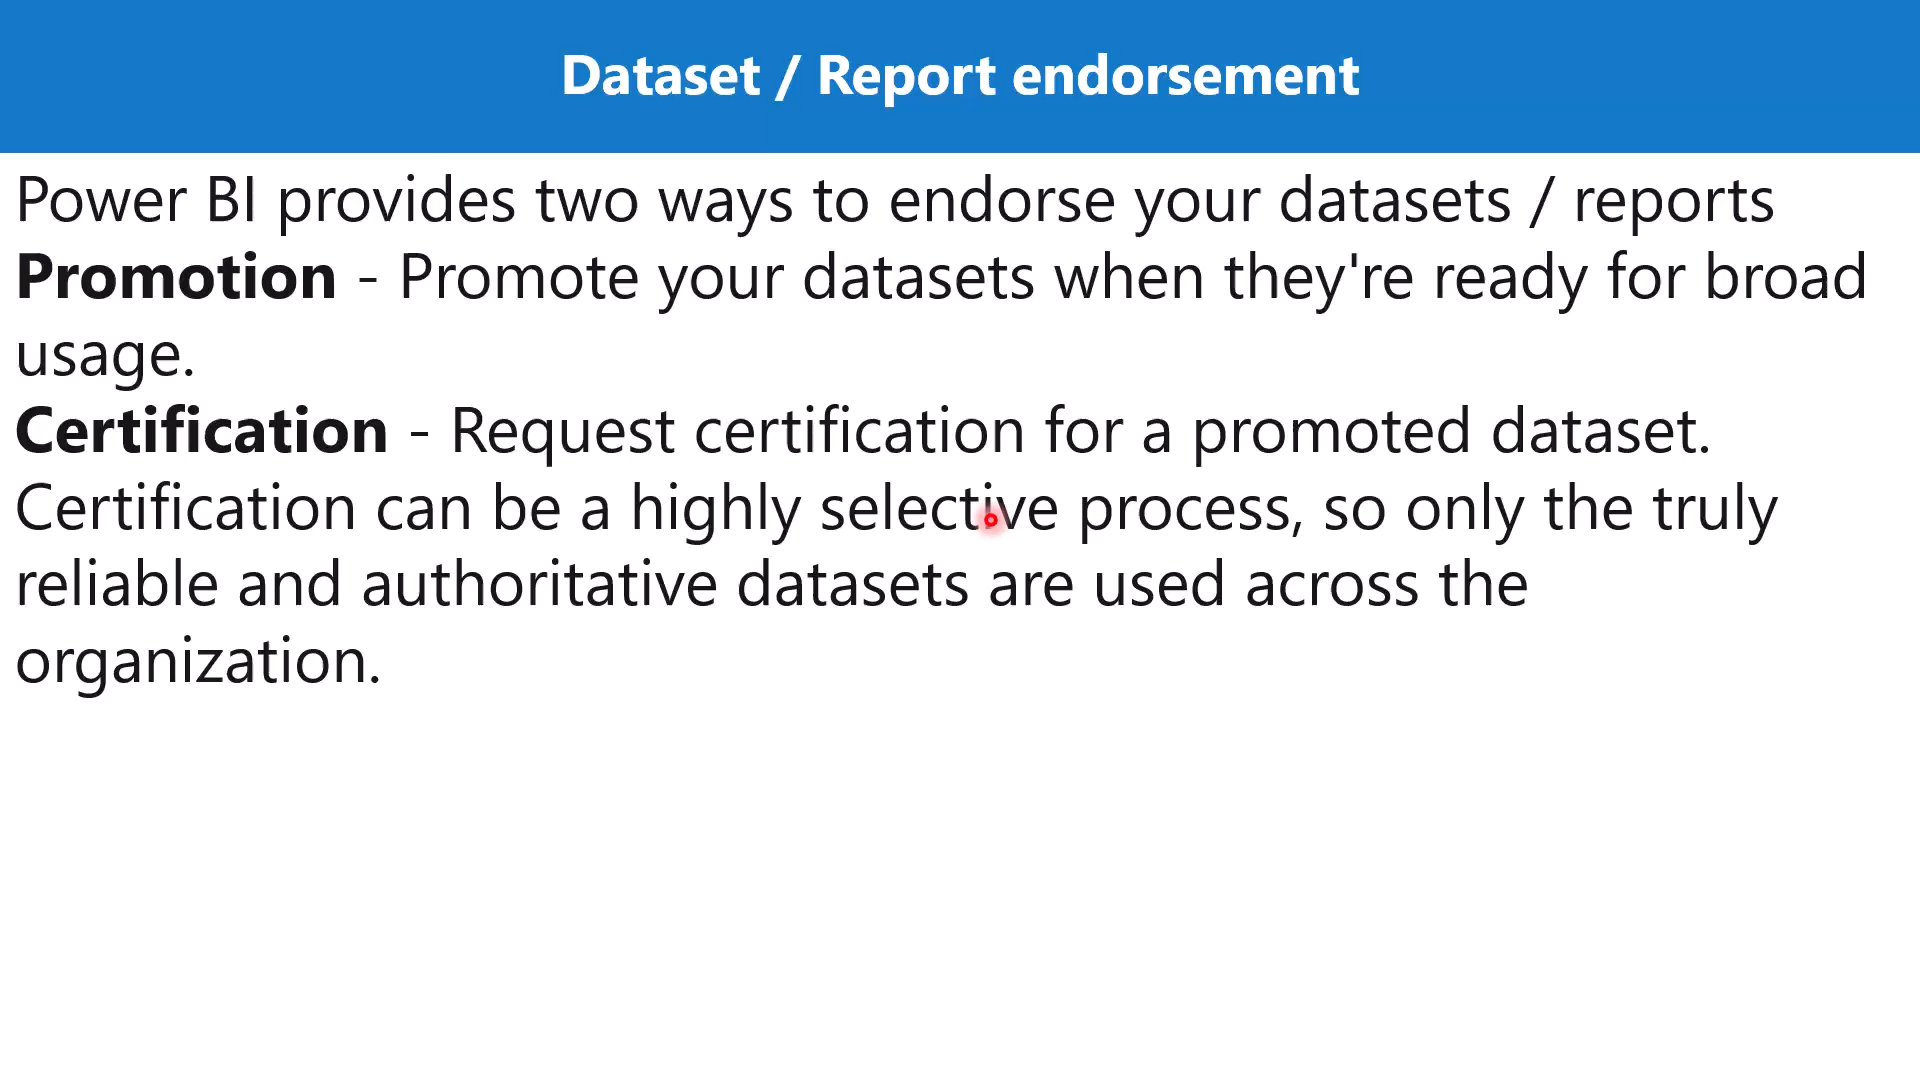 Dataset / Report endorsement
Power BI provides two ways to endorse your datasets / reports
Promotion - Promote your datasets when they're ready for broad
usage.
Certification - Request certification for a promoted dataset.
Certification can be a highly selective process, so only the truly
reliable and authoritative datasets are used across the
organization.